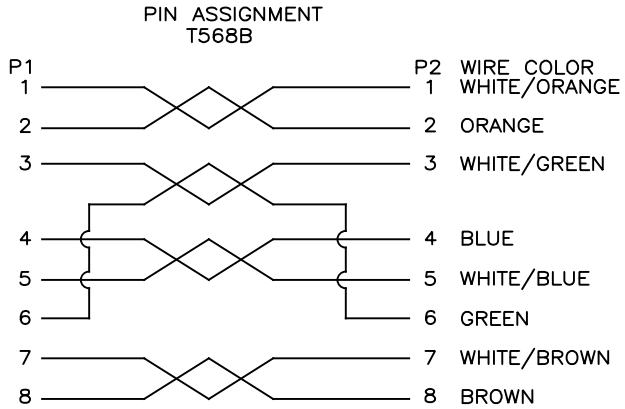 PIN ASSIGNMENT
T568B
P1 P2 WIRE COLOR
1 1 WHITE/ORANGE
2 2 ORANGE
3 3 WHITE/GREEN
4 4 BLUE
5 5 WHITE/BLUE
6 6 GREEN
7 7 WHITE/BROWN
8 8 BROWN